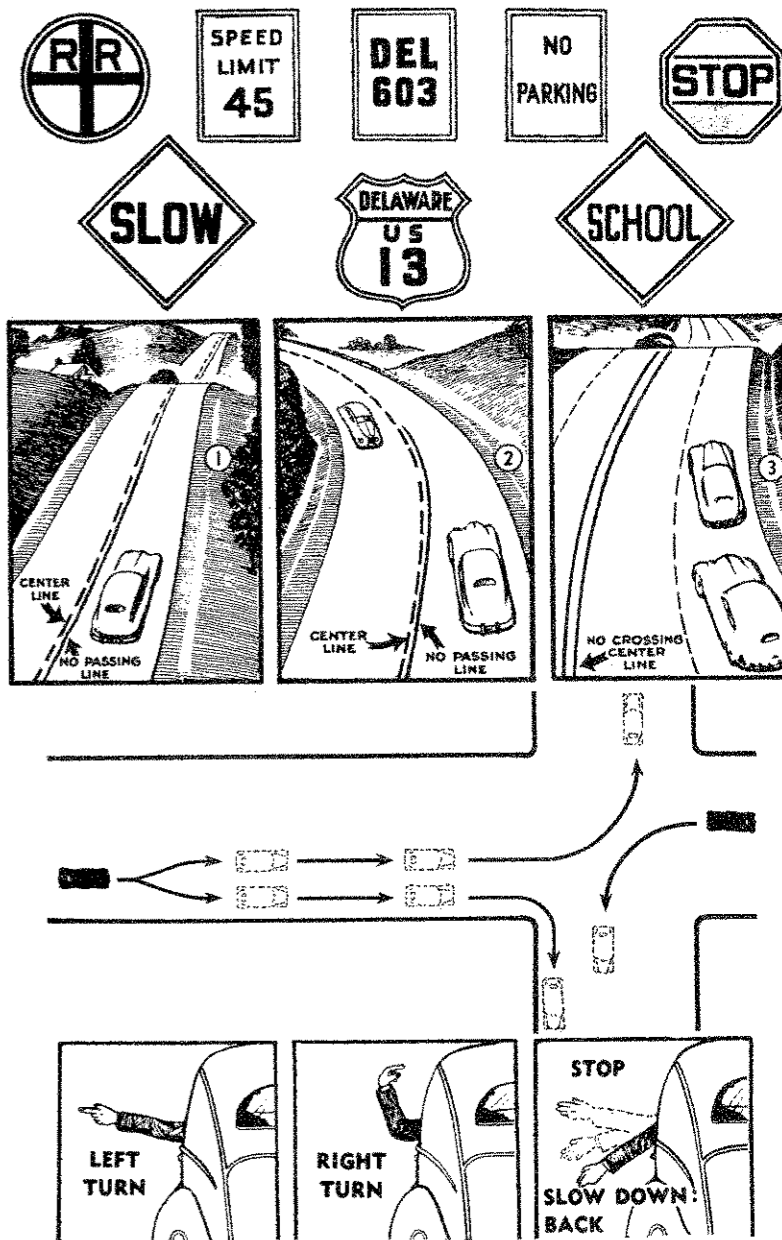 R R
SPEED
LIMIT
45
DEL
603
NO
PARKING
STOP
SLOW
DELAWARE
US
13
SCHOOL
1
CENTER
LINE
NO PASSING
LINE
2
CENTER
LINE
NO PASSING
LINE
3
NO CROSSING
CENTER
LINE
LEFT
TURN
RIGHT
TURN
STOP
SLOW DOWN:
BACK